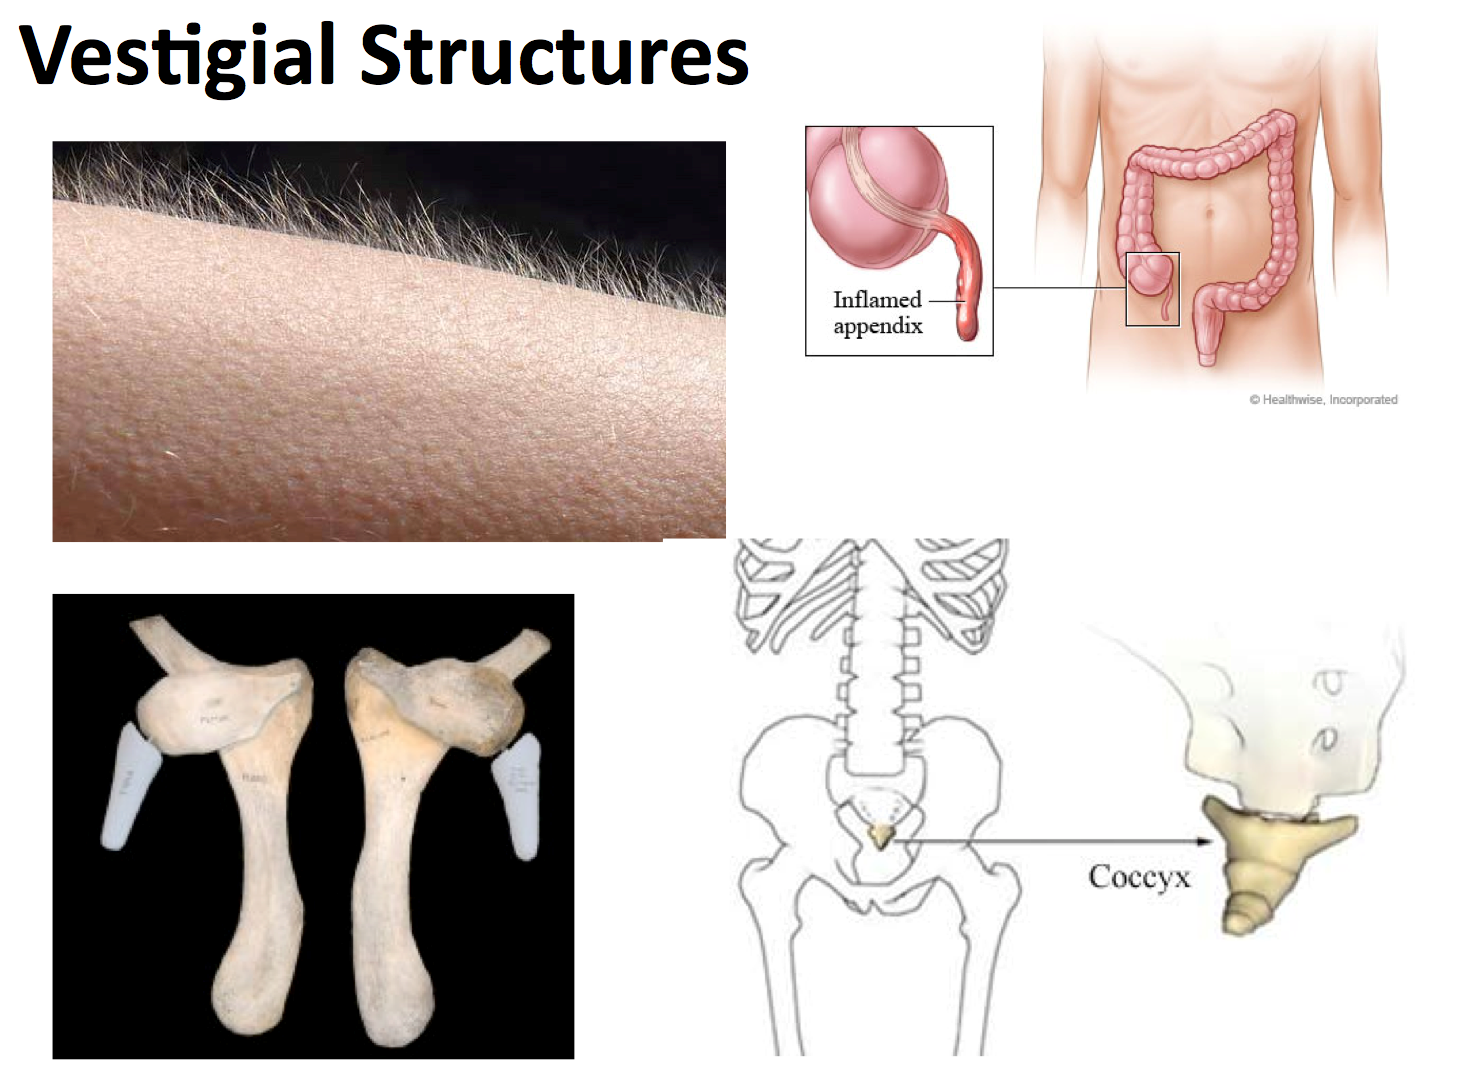 Vestigial Structures
Inflamed
appendix
© Healthwise, Incorporated
Coccyx